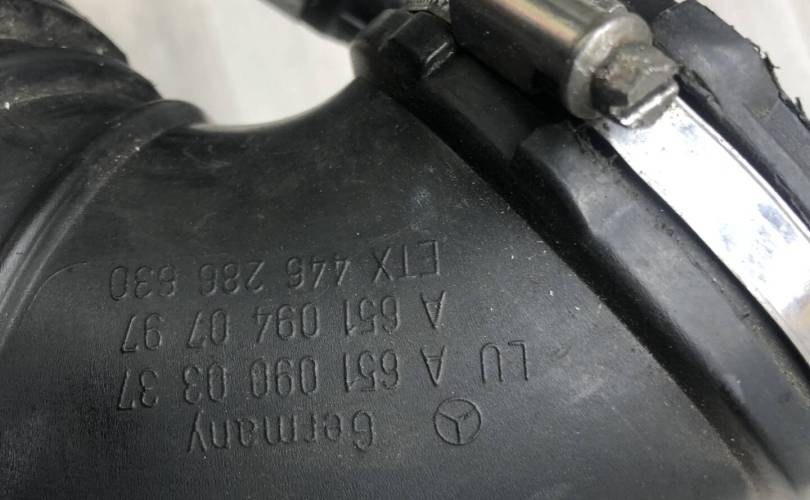 Germany
LU A 651 090 03 37
A 651 094 07 97
ETX 446 286 630